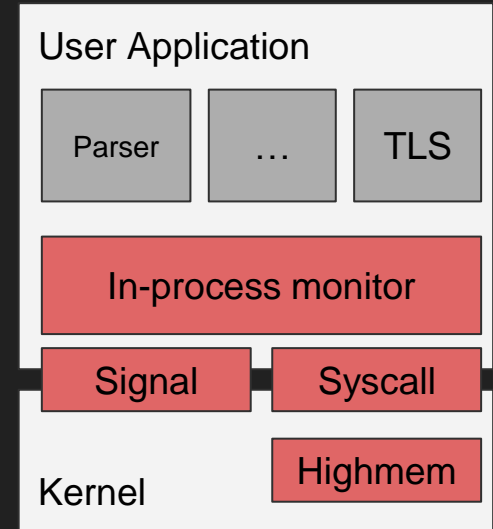 User Application
Parser
…
TLS
In-process monitor
Signal
Syscall
Highmem
Kernel